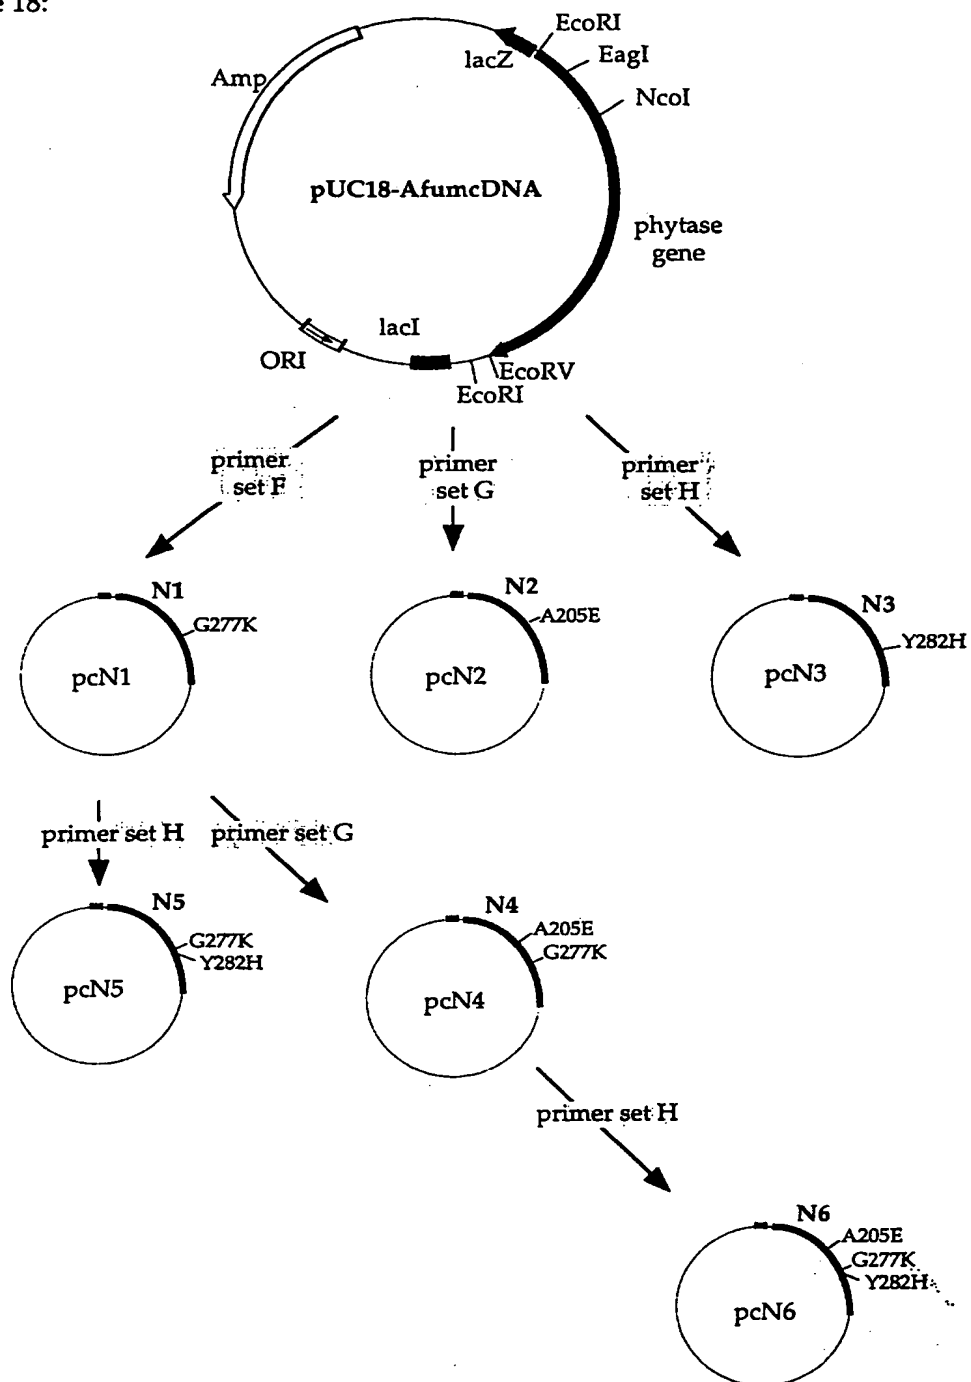 e 18:
EcoRI
lacZ
EagI
Amp
NcoI
pUC18-AfumcDNA
phytase
gene
lacI
ORI
EcoRV
EcoRI
primer
set F
primer
set G
primer
set H
N1
G277K
pcN1
N2
A205E
pcN2
N3
Y282H
pcN3
primer set H
primer set G
N5
G277K
Y282H
pcN5
N4
A205E
G277K
pcN4
primer set H
N6
A205E
G277K
Y282H
pcN6